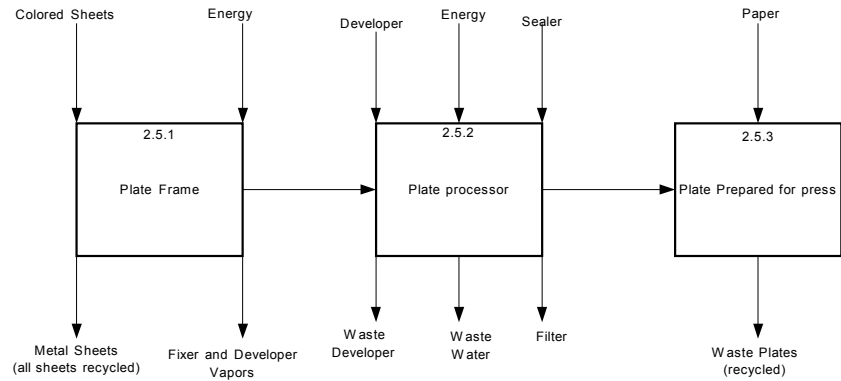 Colored Sheets
Energy
Developer
Energy
Sealer
Paper
2.5.1
Plate Frame
2.5.2
Plate processor
2.5.3
Plate Prepared for press
Metal Sheets
(all sheets recycled)
Fixer and Developer
Vapors
Waste
Developer
Waste
Water
Filter
Waste Plates
(recycled)